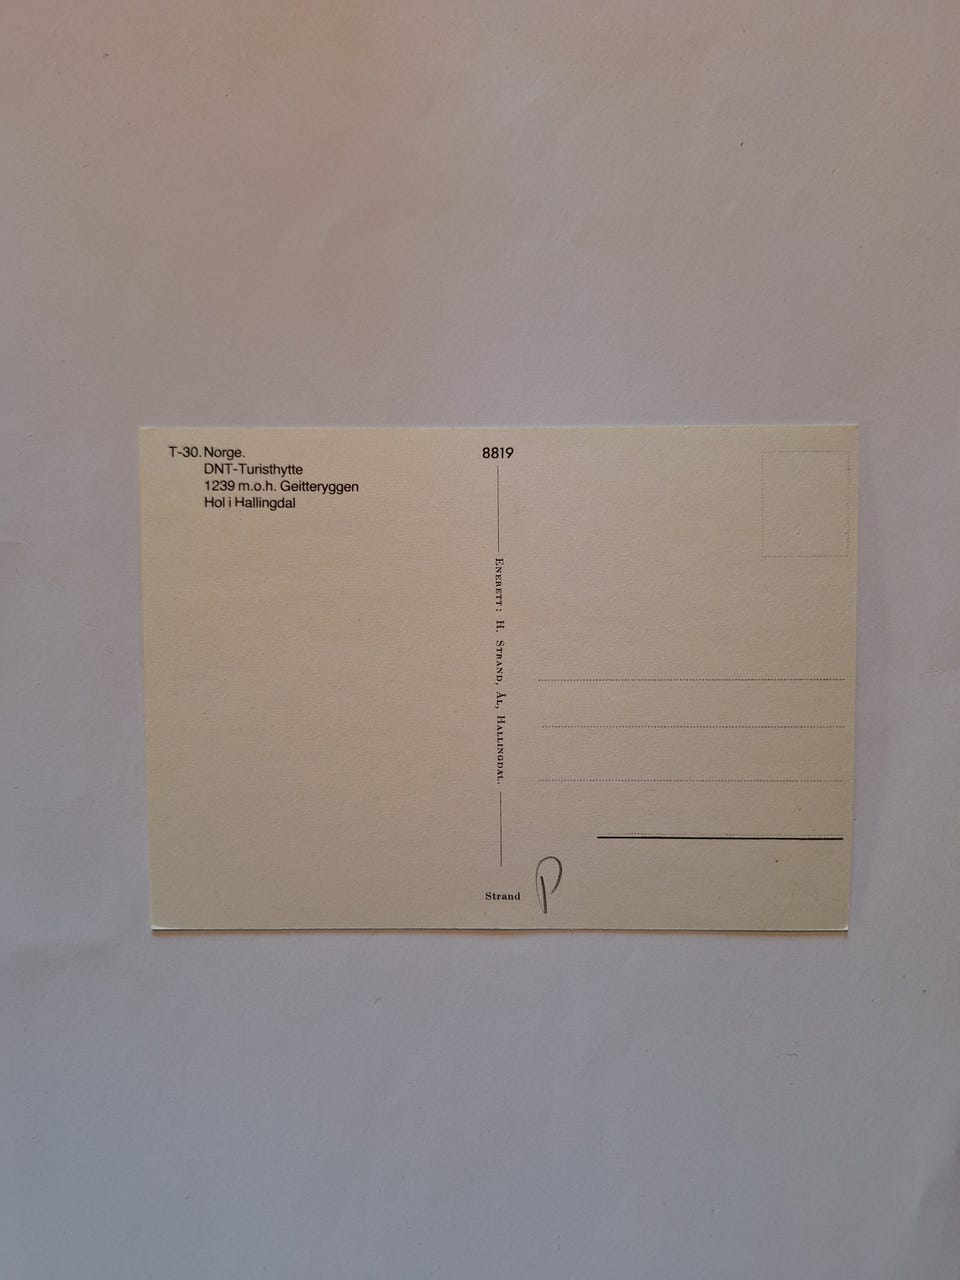 T-30. Norge.
DNT-Turisthytte
1239 m.o.h. Geitteryggen
Hol i Hallingdal
8819
ENERETT: H. STRAND, ÅL, HALLINGDAL.
Strand
P